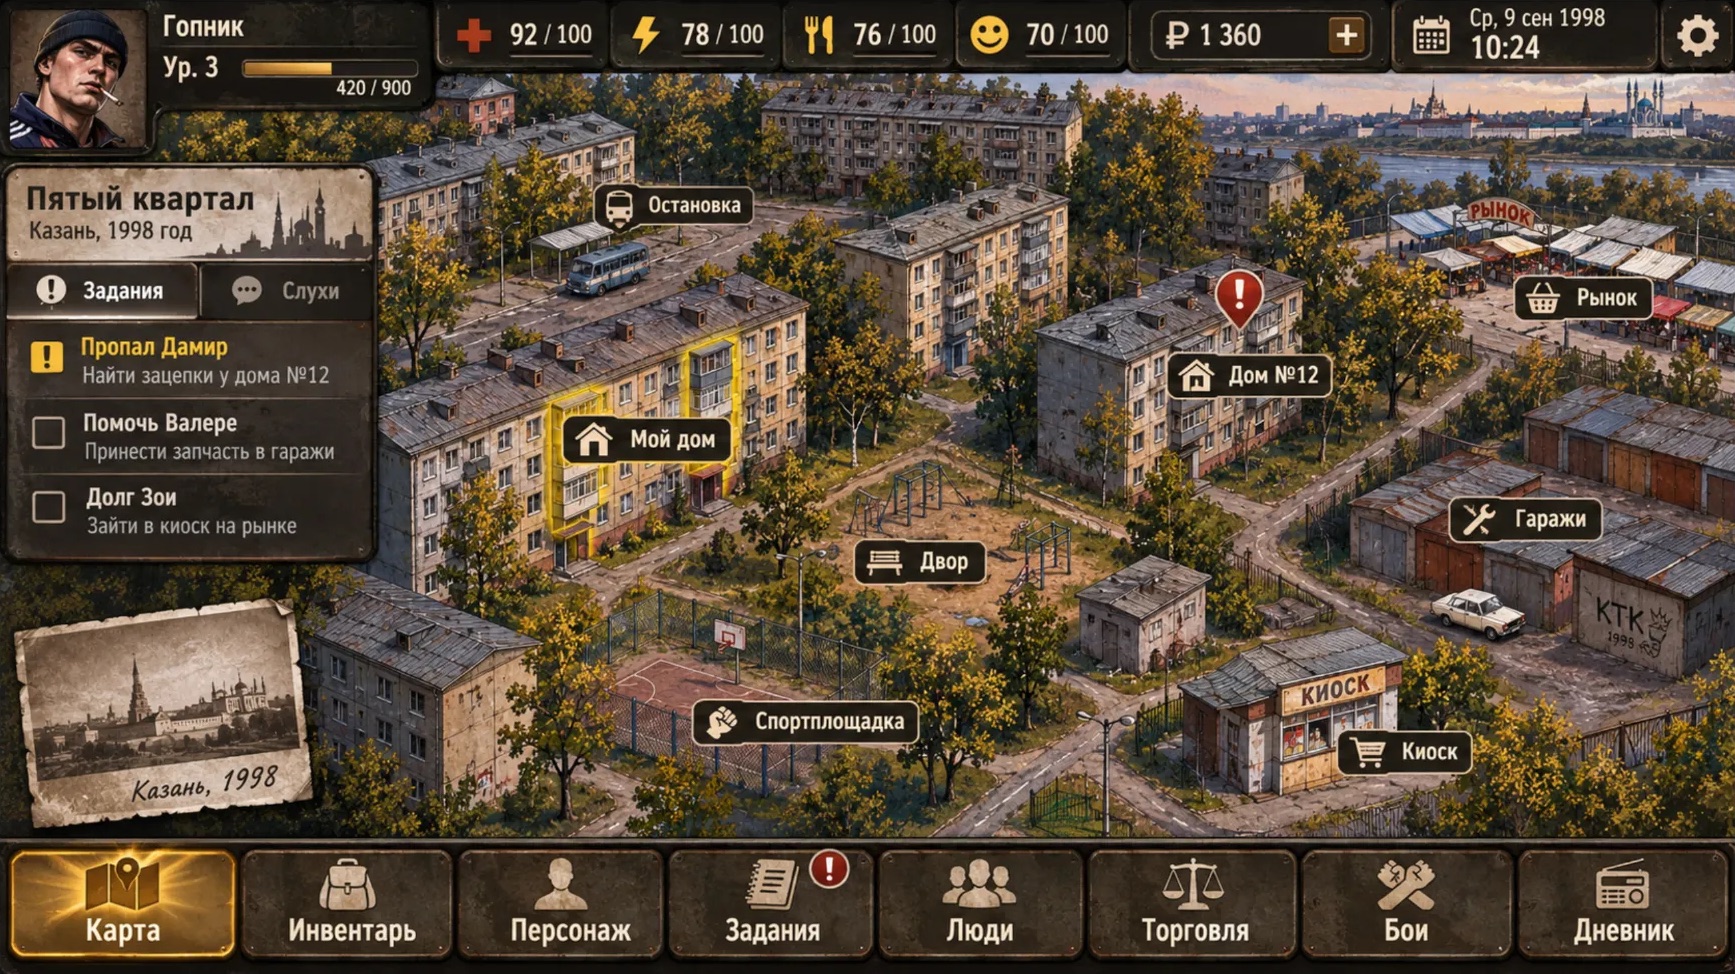 Гопник
Ур. 3
420 / 900
92 / 100
78 / 100
76 / 100
70 / 100
₽ 1 360
+
Ср, 9 сен 1998
10:24
Пятый квартал
Казань, 1998 год
Задания
Слухи
Пропал Дамир
Найти зацепки у дома №12
Помочь Валере
Принести запчасть в гаражи
Долг Зои
Зайти в киоск на рынке
Остановка
РЫНОК
Рынок
Дом №12
Мой дом
Гаражи
Двор
КТК
1998
КИОСК
Спортплощадка
Киоск
Казань, 1998
Карта
Инвентарь
Персонаж
Задания
Люди
Торговля
Бои
Дневник